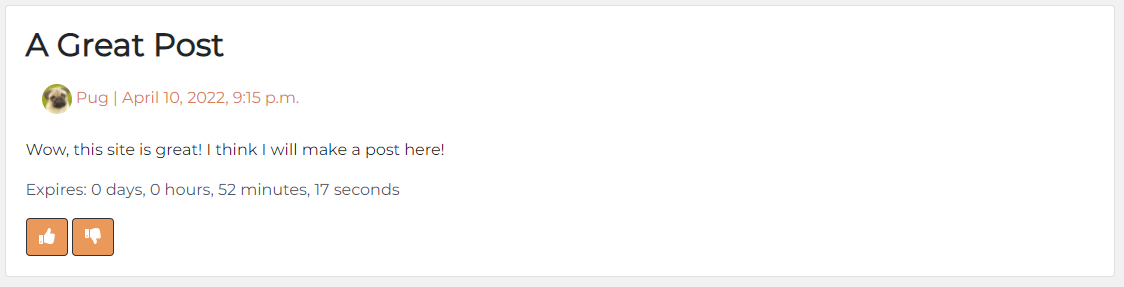 A Great Post
Pug | April 10, 2022, 9:15 p.m.
Wow, this site is great! I think I will make a post here!
Expires: 0 days, 0 hours, 52 minutes, 17 seconds